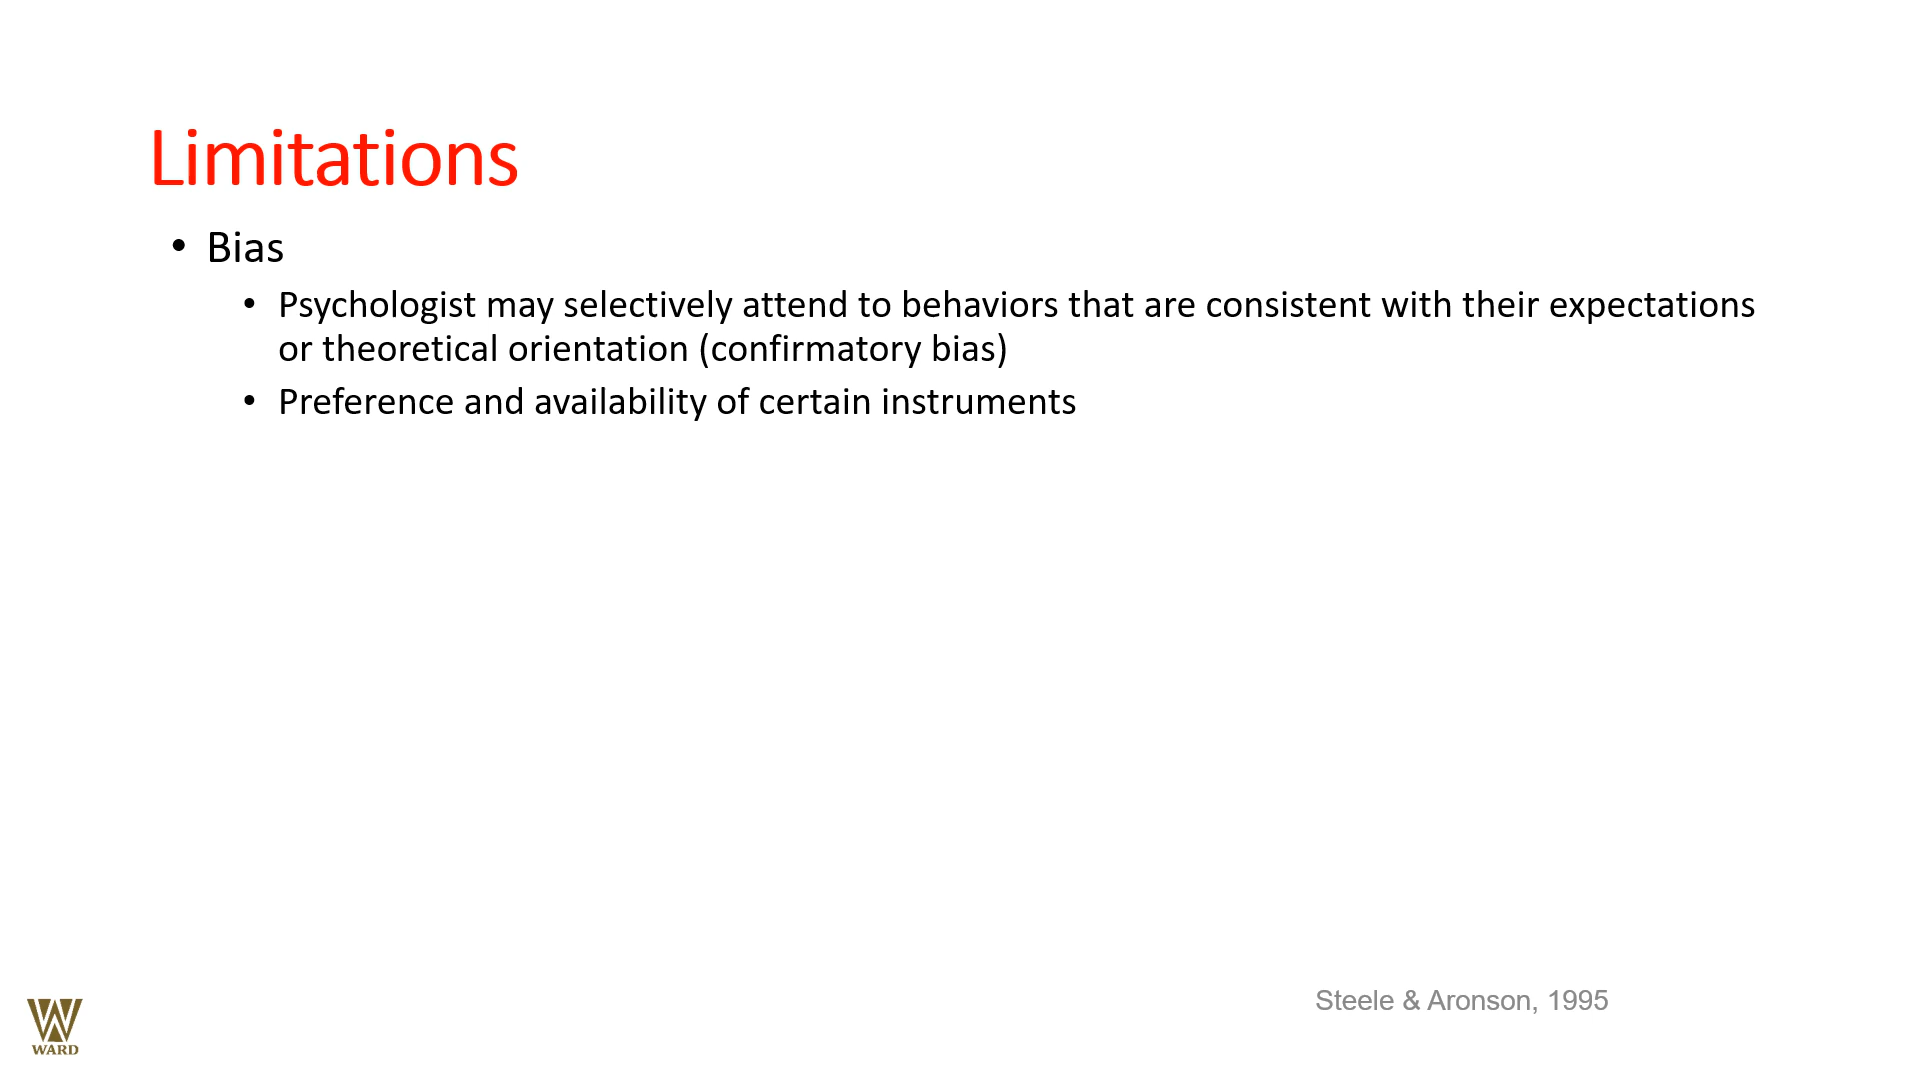 Limitations
• Bias
• Psychologist may selectively attend to behaviors that are consistent with their expectations
or theoretical orientation (confirmatory bias)
• Preference and availability of certain instruments
Steele & Aronson, 1995
WARD